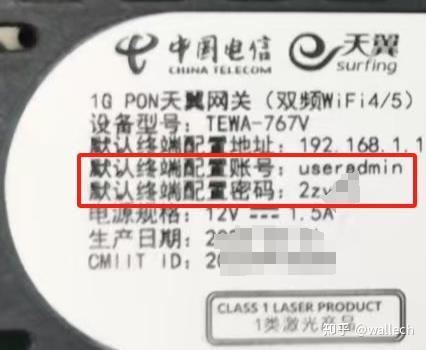 中国电信
CHINA TELECOM
天翼
surfing
1G PON天翼网关（双频WiFi4/5）
设备型号：TEWA-767V
默认终端配置地址：192.168.1.1
默认终端配置账号：useradmin
默认终端配置密码：2zv
电源规格：12V 1.5A
生产日期：20
CMIIT ID：20
CLASS 1 LASER PRODUCT
1类激光产品
知乎 @wallech